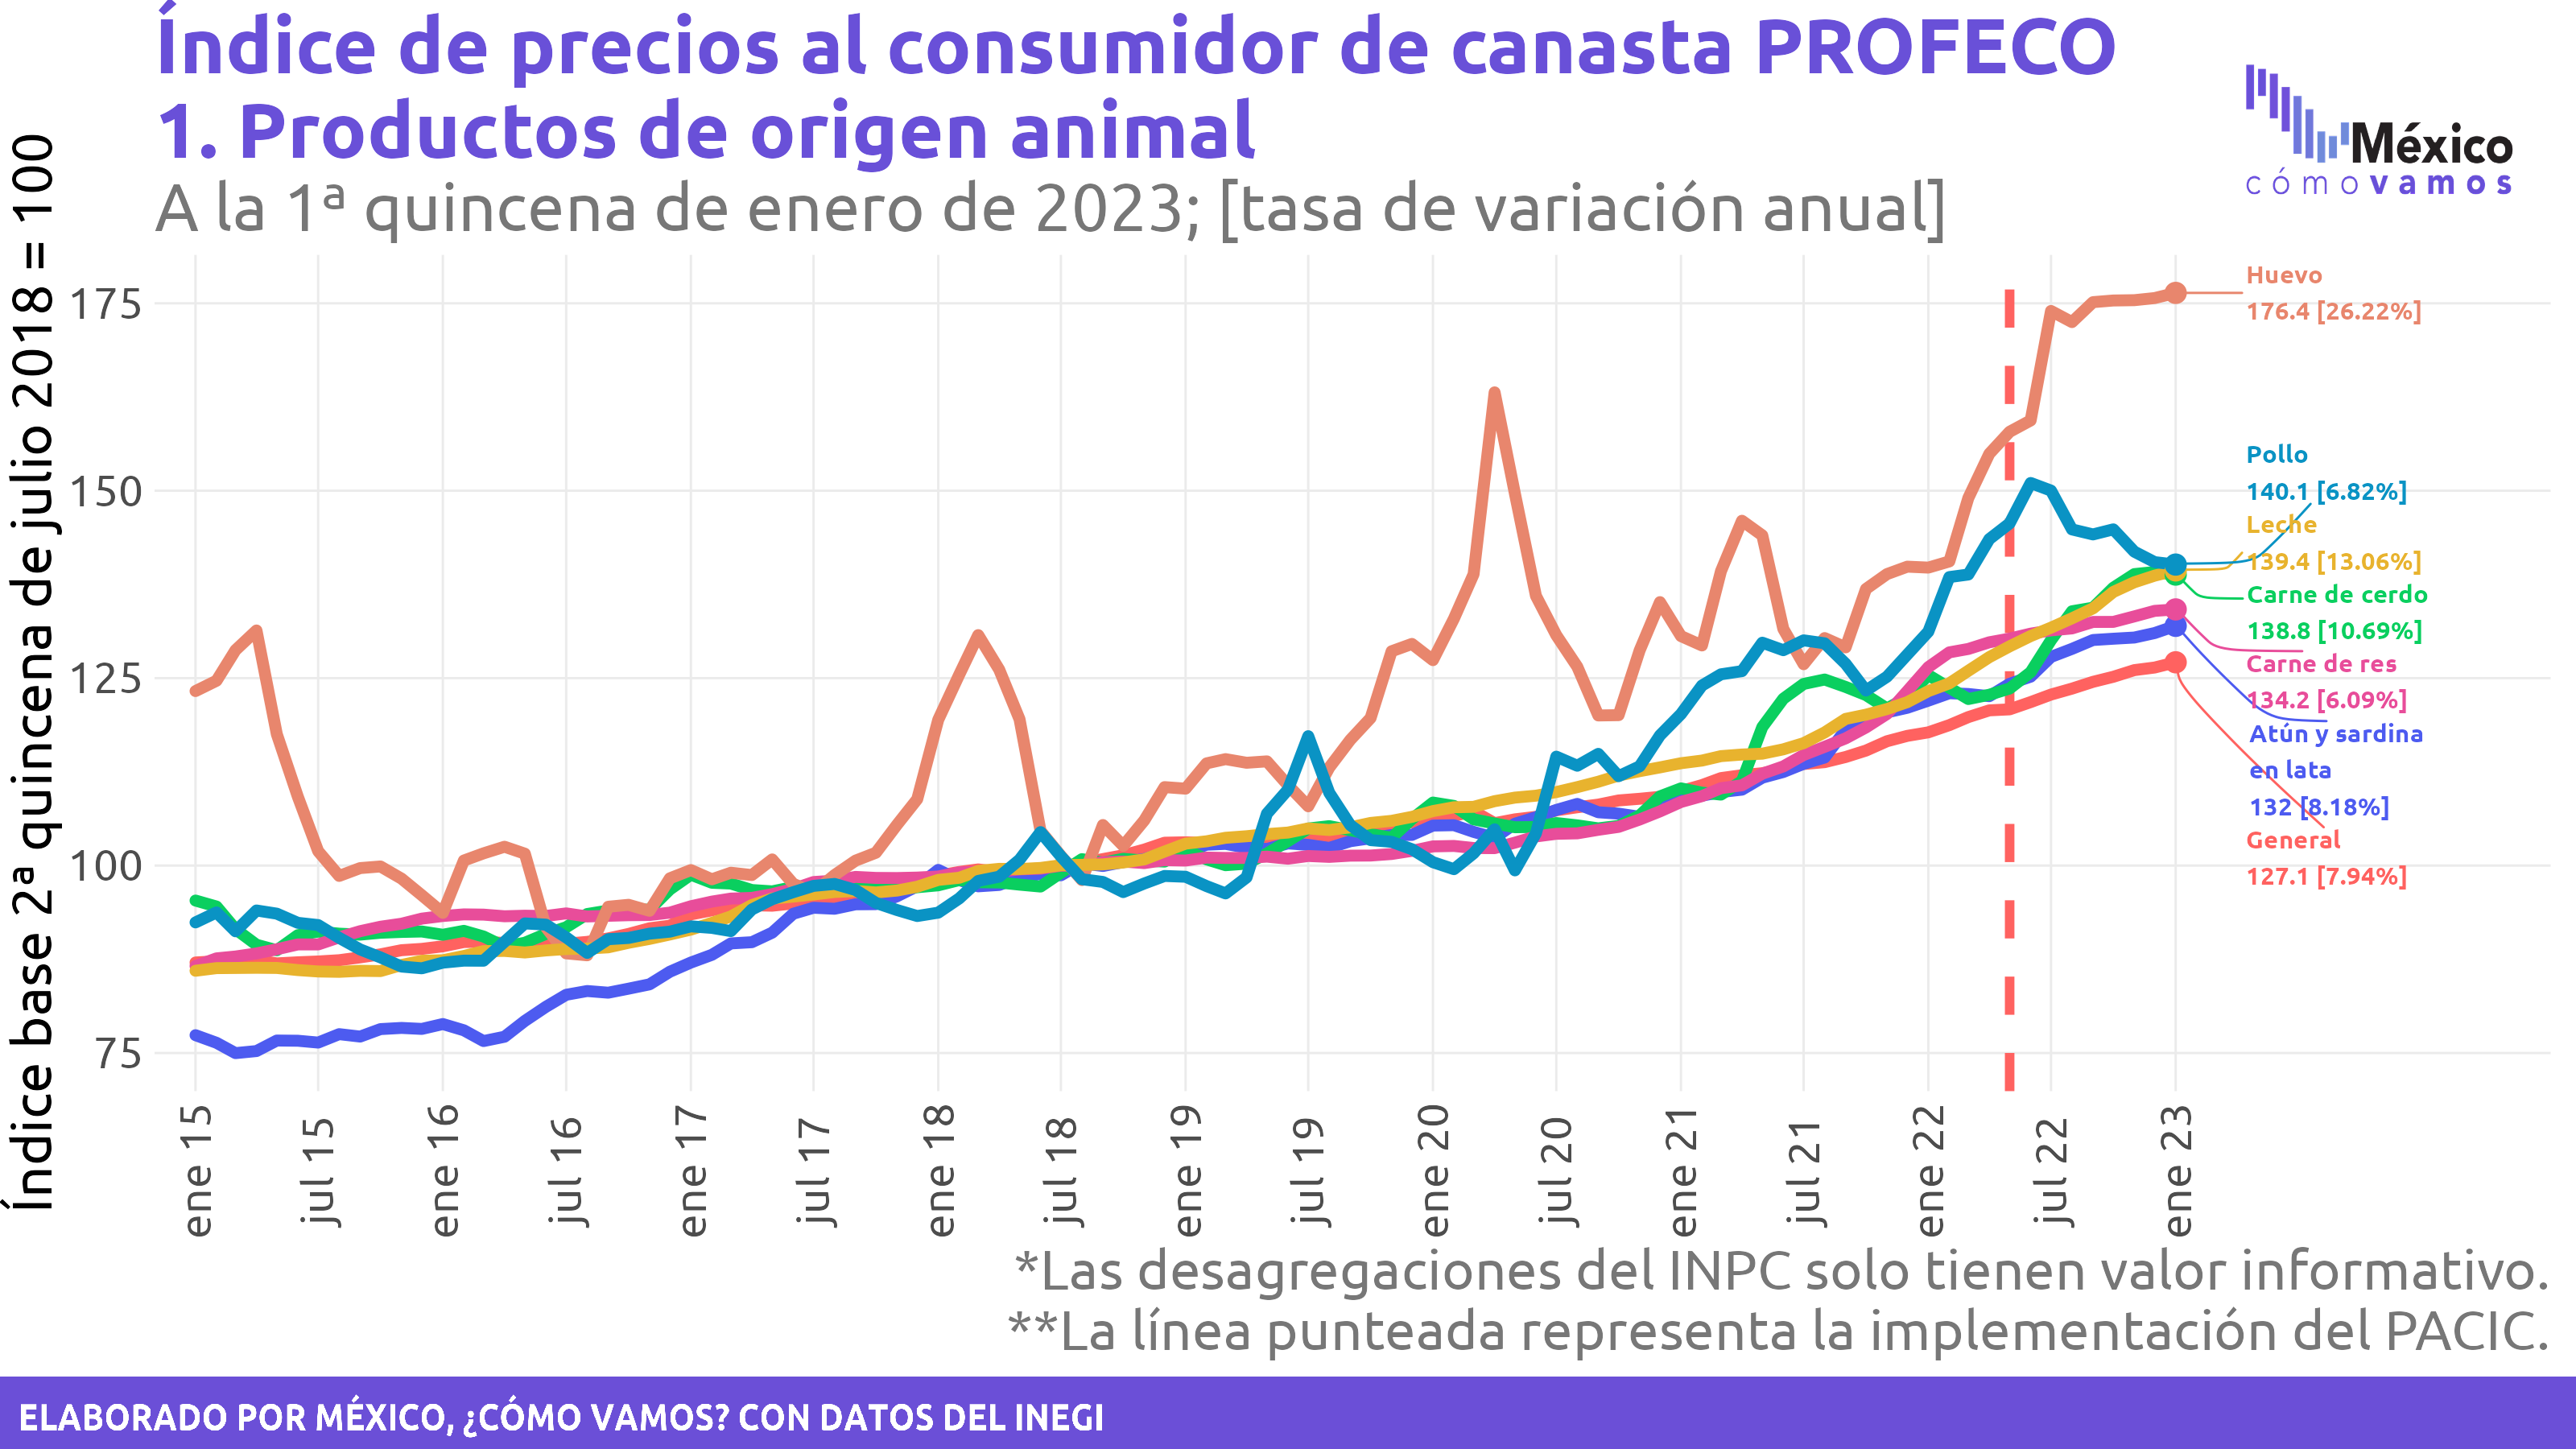 Índice de precios al consumidor de canasta PROFECO
1. Productos de origen animal
A la 1ª quincena de enero de 2023; [tasa de variación anual]
México
cómo vamos
Índice base 2ª quincena de julio 2018 = 100
175
150
125
100
75
ene 15
jul 15
ene 16
jul 16
ene 17
jul 17
ene 18
jul 18
ene 19
jul 19
ene 20
jul 20
ene 21
jul 21
ene 22
jul 22
ene 23
Huevo
176.4 [26.22%]
Pollo
140.1 [6.82%]
Leche
139.4 [13.06%]
Carne de cerdo
138.8 [10.69%]
Carne de res
134.2 [6.09%]
Atún y sardina
en lata
132 [8.18%]
General
127.1 [7.94%]
*Las desagregaciones del INPC solo tienen valor informativo.
**La línea punteada representa la implementación del PACIC.
ELABORADO POR MÉXICO, ¿CÓMO VAMOS? CON DATOS DEL INEGI